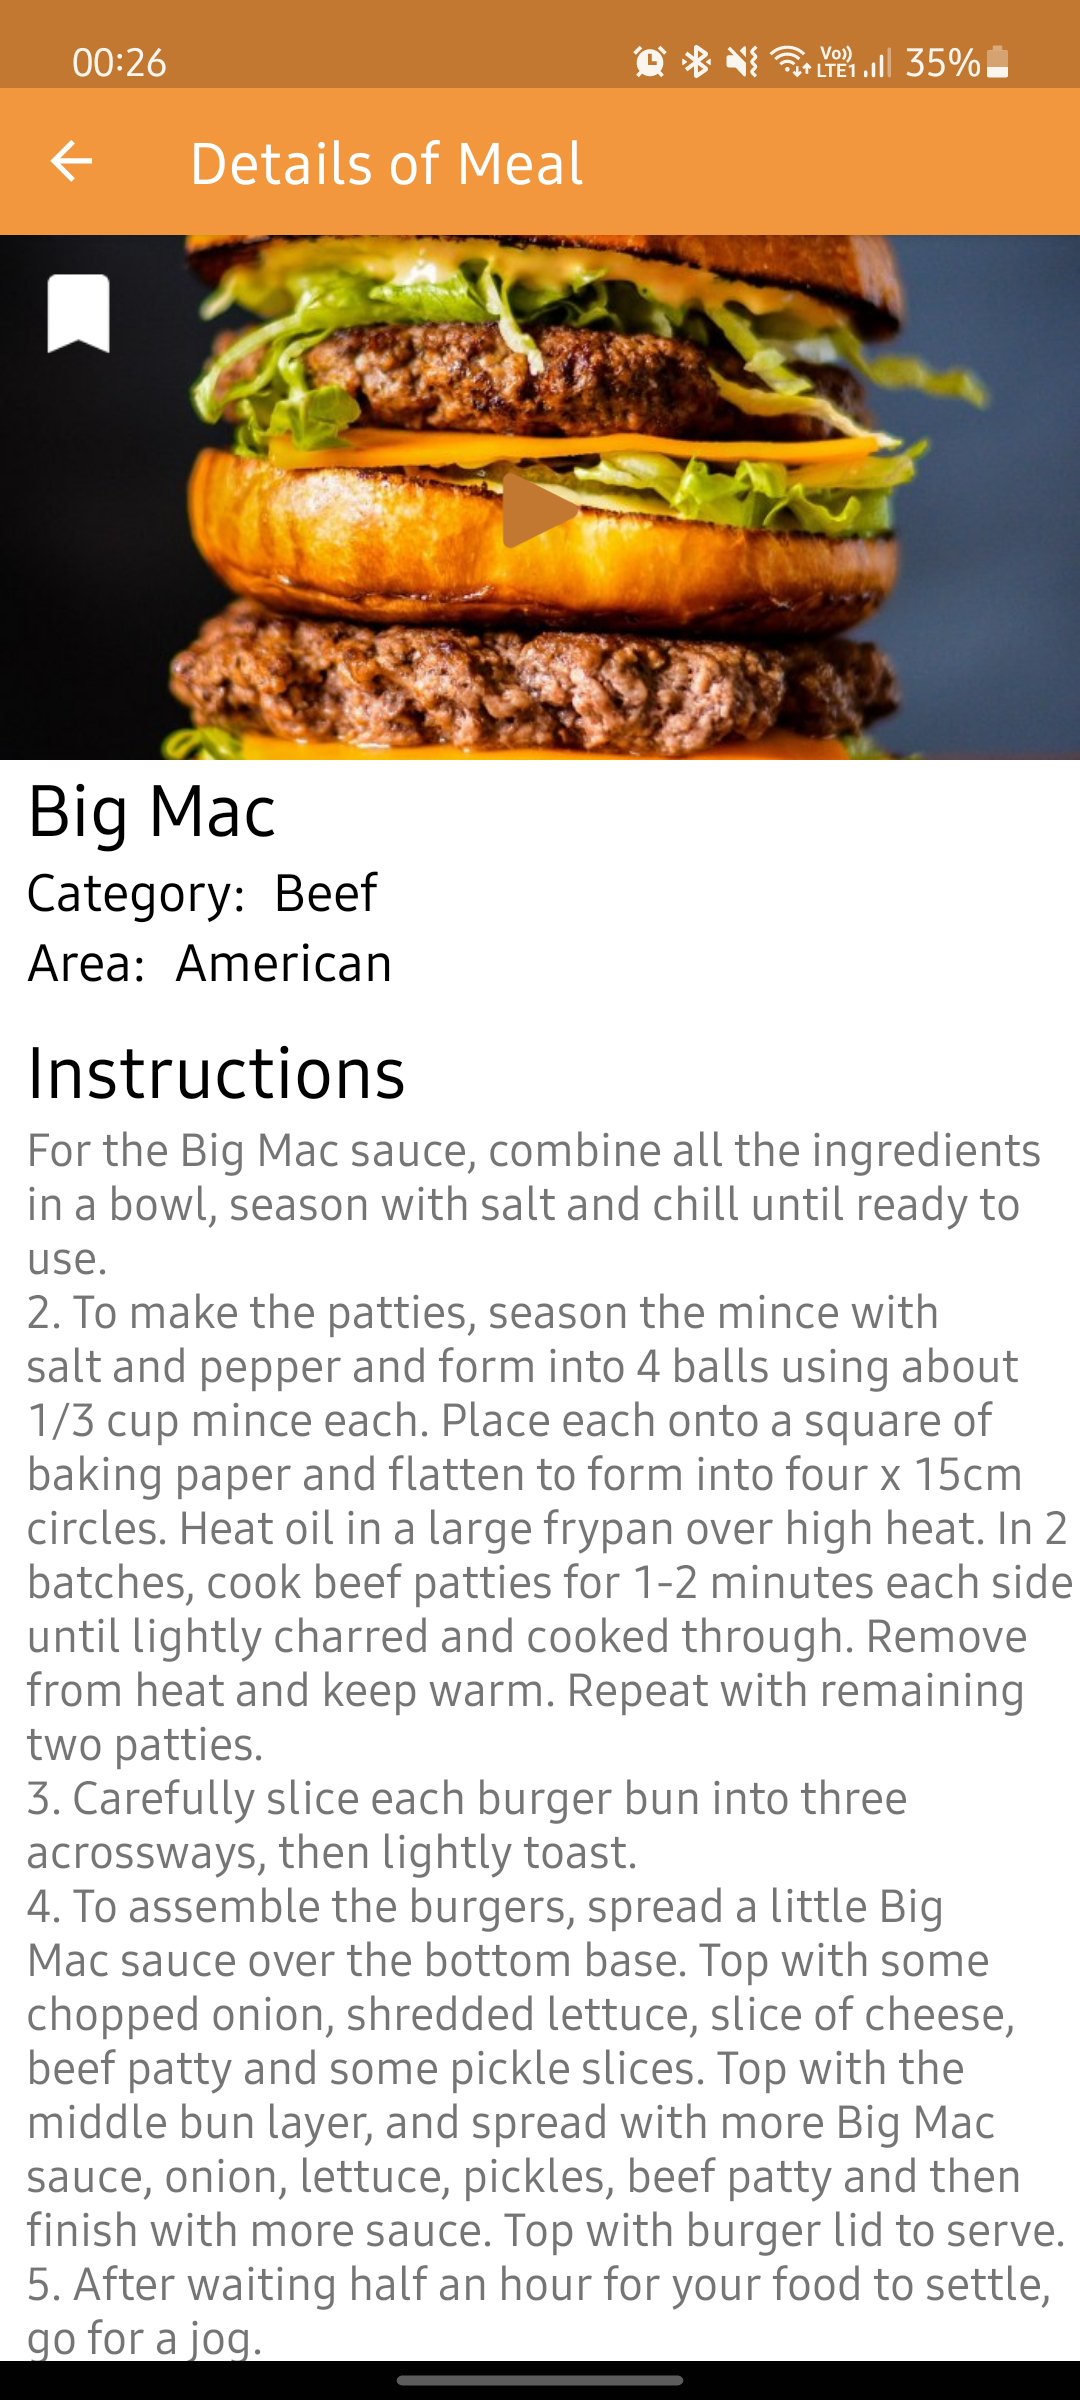 00:26
Vo))
LTE1
35%
Details of Meal
Big Mac
Category: Beef
Area: American
Instructions
For the Big Mac sauce, combine all the ingredients
in a bowl, season with salt and chill until ready to
use.
2. To make the patties, season the mince with
salt and pepper and form into 4 balls using about
1/3 cup mince each. Place each onto a square of
baking paper and flatten to form into four x 15cm
circles. Heat oil in a large frypan over high heat. In 2
batches, cook beef patties for 1-2 minutes each side
until lightly charred and cooked through. Remove
from heat and keep warm. Repeat with remaining
two patties.
3. Carefully slice each burger bun into three
acrossways, then lightly toast.
4. To assemble the burgers, spread a little Big
Mac sauce over the bottom base. Top with some
chopped onion, shredded lettuce, slice of cheese,
beef patty and some pickle slices. Top with the
middle bun layer, and spread with more Big Mac
sauce, onion, lettuce, pickles, beef patty and then
finish with more sauce. Top with burger lid to serve.
5. After waiting half an hour for your food to settle,
go for a jog.